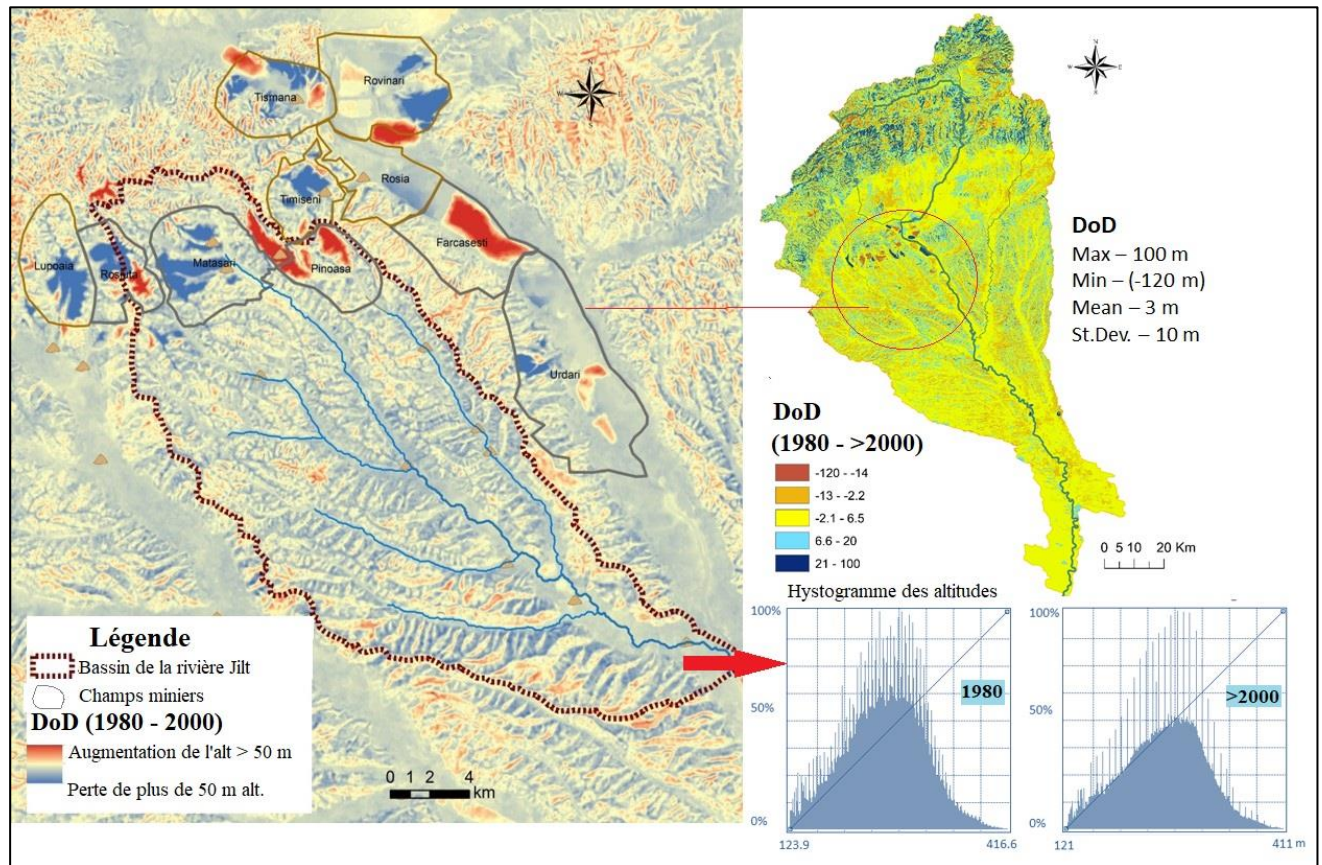 Tismana
Rovinari
Timiseni
Rosia
Farcasesti
Lupoaia
Rosiuta
Matasari
Pinoasa
Urdari
Légende
Bassin de la rivière Jilt
Champs miniers
DoD (1980 - 2000)
Augmentation de l'alt > 50 m
Perte de plus de 50 m alt.
0 1 2 4
km
DoD
Max – 100 m
Min – (-120 m)
Mean – 3 m
St.Dev. – 10 m
DoD
(1980 - >2000)
-120 - -14
-13 - -2.2
-2.1 - 6.5
6.6 - 20
21 - 100
0 5 10 20 Km
Hystogramme des altitudes
100%
50%
0%
1980
123.9 416.6
100%
50%
0%
>2000
121 411 m